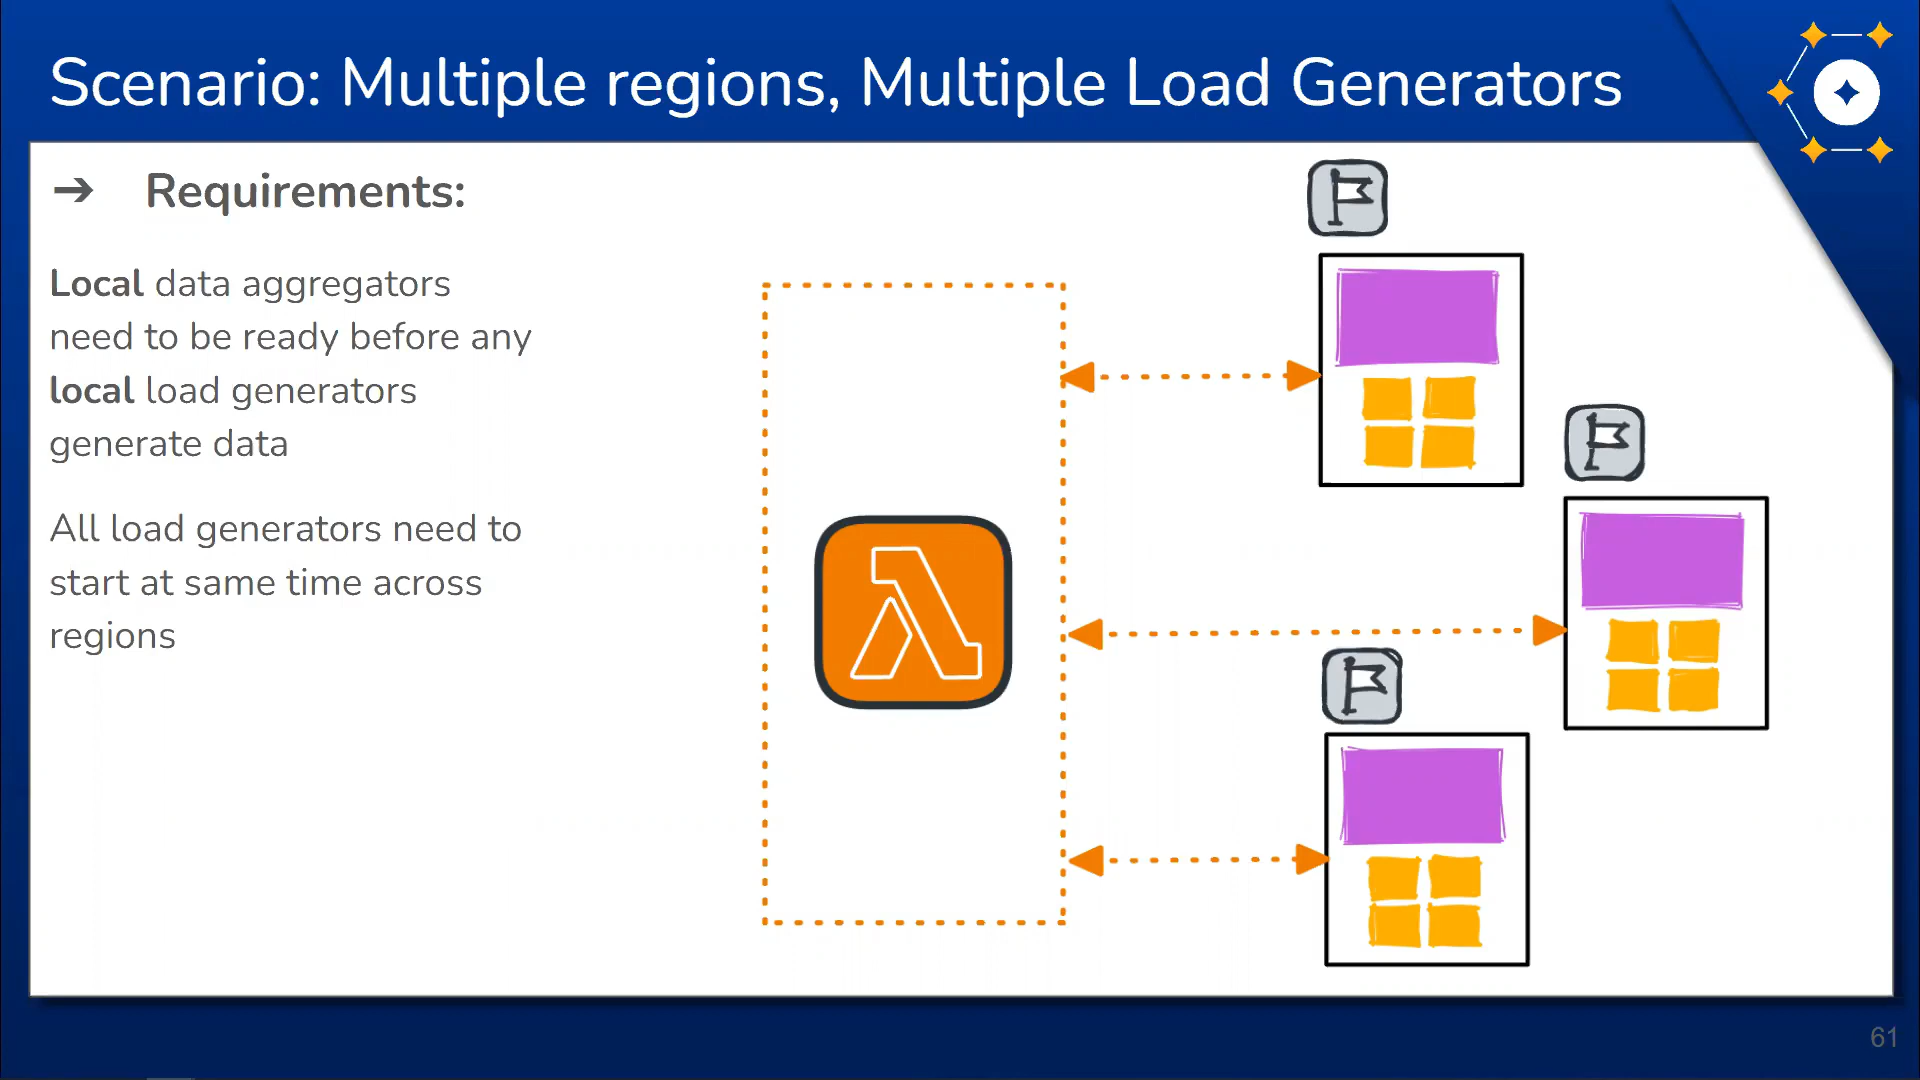 Scenario: Multiple regions, Multiple Load Generators
➔ Requirements:
Local data aggregators
need to be ready before any
local load generators
generate data
All load generators need to
start at same time across
regions
61